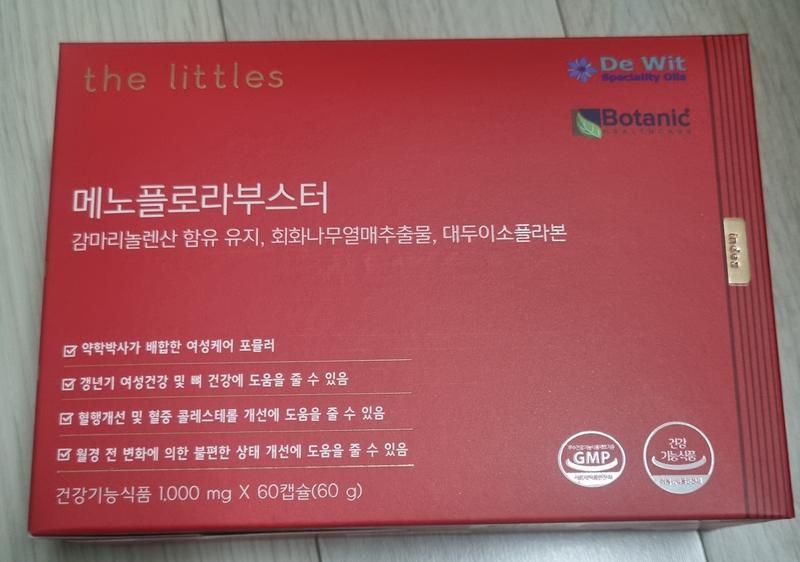 the littles
De Wit
Speciality Oils
Botanic
HEALTHCARE
메노플로라부스터
감마리놀렌산 함유 유지, 회화나무열매추출물, 대두이소플라본
약학박사가 배합한 여성케어 포뮬러
갱년기 여성건강 및 뼈 건강에 도움을 줄 수 있음
혈행개선 및 혈중 콜레스테롤 개선에 도움을 줄 수 있음
월경 전 변화에 의한 불편한 상태 개선에 도움을 줄 수 있음
건강기능식품 1,000 mg X 60캡슐(60 g)
GMP
건강
기능식품